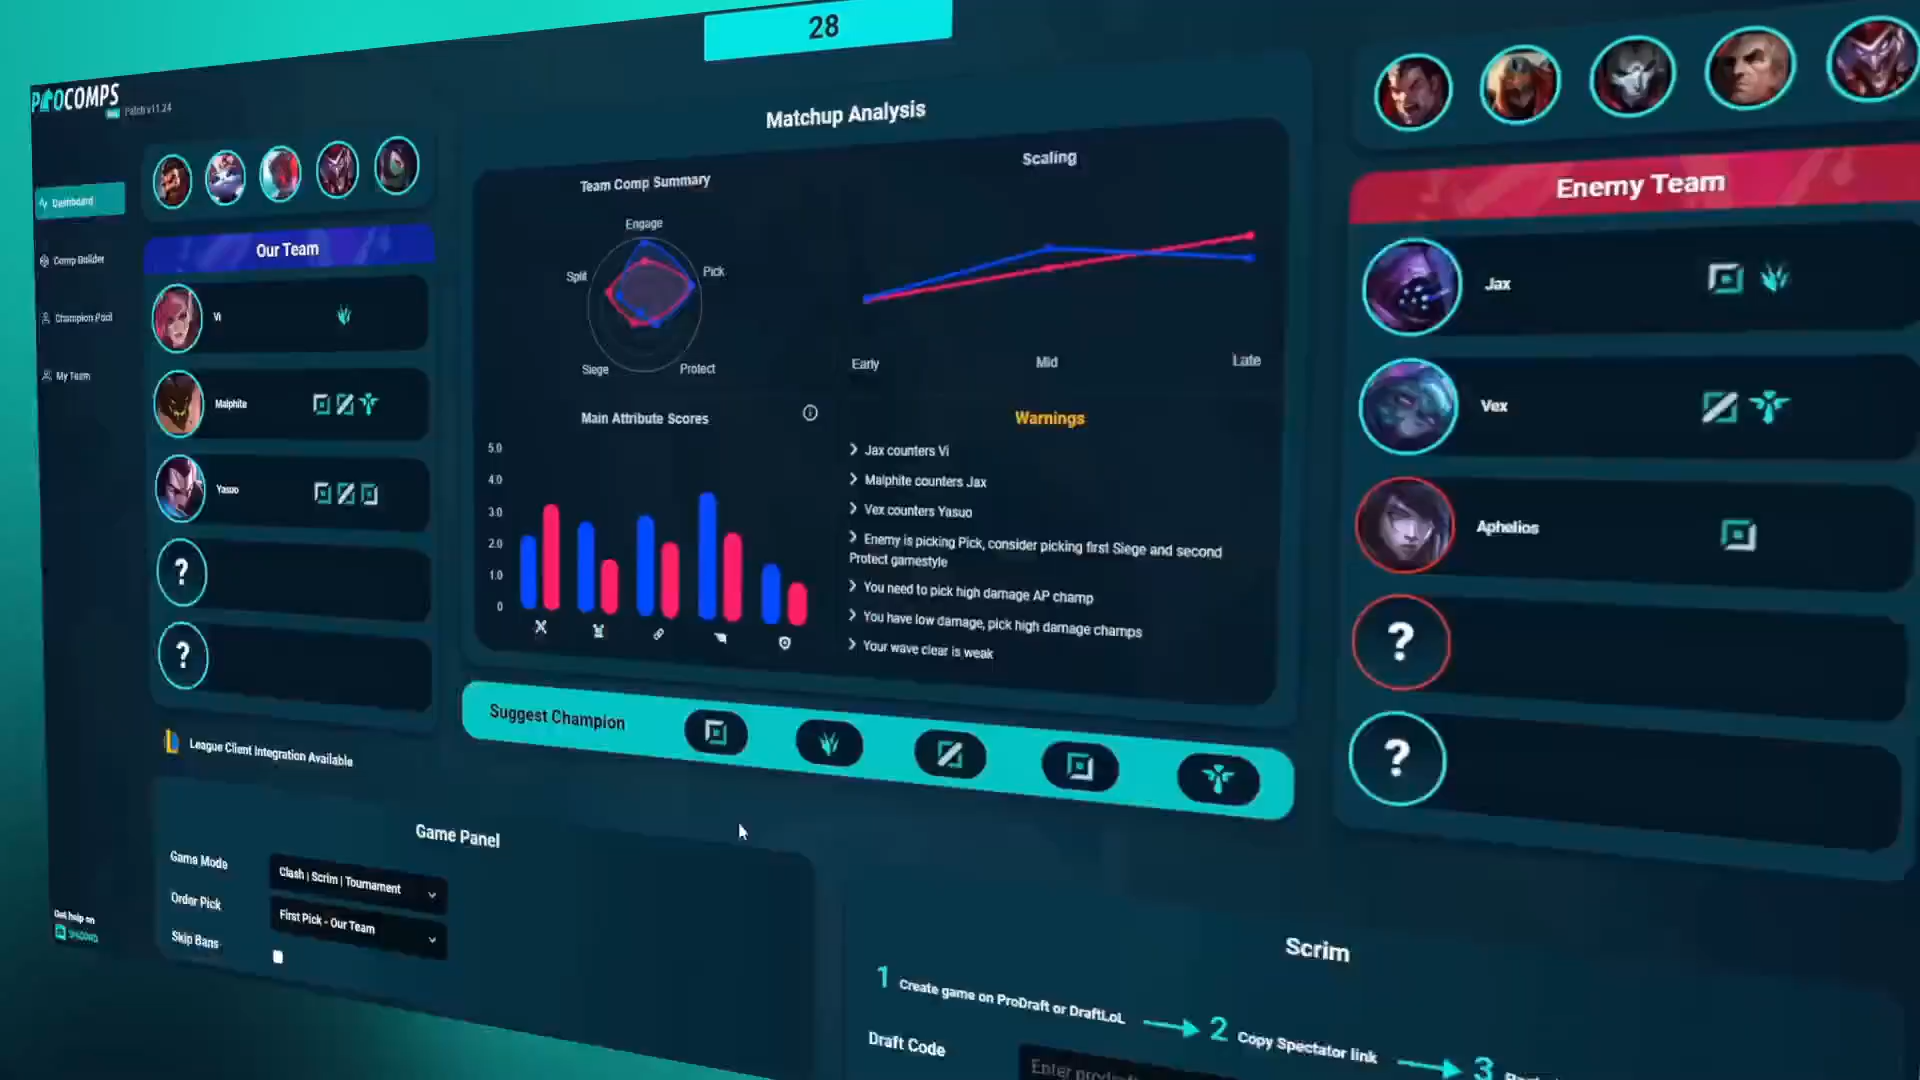 28
PROCOMPS
Patch v11.24
Dashboard
Comp Builder
Champion Pool
My Team
Get help on
DISCORD
Our Team
Vi
Malphite
Yasuo
?
?
League Client Integration Available
Matchup Analysis
Team Comp Summary
Engage
Split
Pick
Siege
Protect
Scaling
Early
Mid
Late
Main Attribute Scores
5.0
4.0
3.0
2.0
1.0
0
Warnings
Jax counters Vi
Malphite counters Jax
Vex counters Yasuo
Enemy is picking Pick, consider picking first Siege and second
Protect gamestyle
You need to pick high damage AP champ
You have low damage, pick high damage champs
Your wave clear is weak
Suggest Champion
Enemy Team
Jax
Vex
Aphelios
?
?
Game Panel
Game Mode
Clash | Scrim | Tournament
Order Pick
First Pick - Our Team
Skip Bans
Scrim
1 Create game on ProDraft or DraftLoL
2 Copy Spectator link
3
Draft Code
Enter